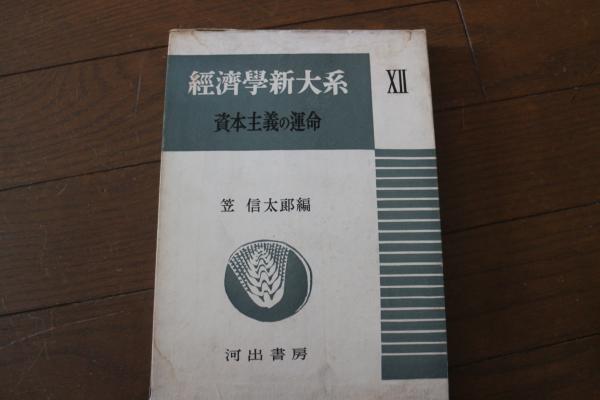 經濟學新大系
XII
資本主義の運命
笠 信太郎編
河出書房